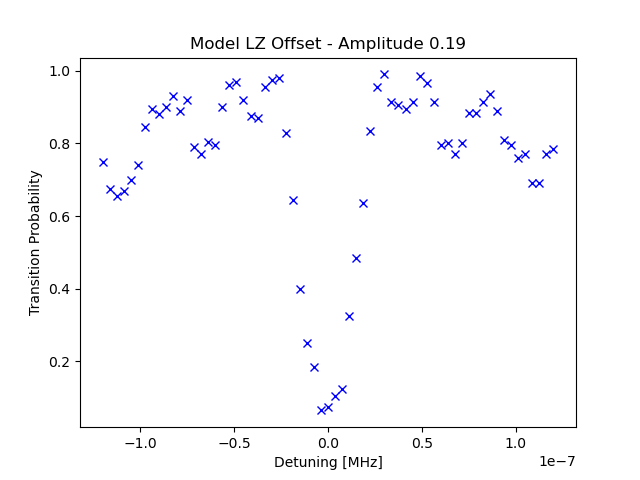 Model LZ Offset - Amplitude 0.19
Transition Probability
1.0
0.8
0.6
0.4
0.2
−1.0 −0.5 0.0 0.5 1.0
1e−7
Detuning [MHz]